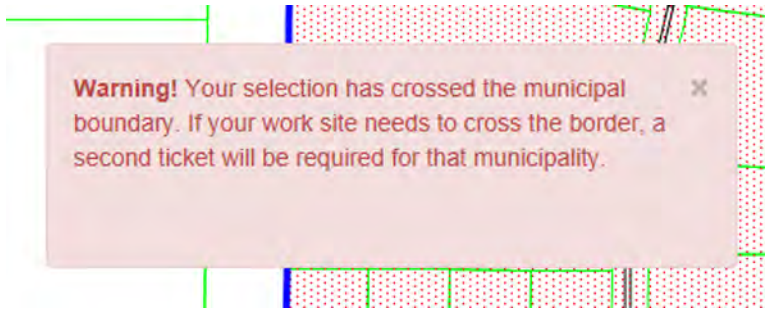 Warning! Your selection has crossed the municipal
boundary. If your work site needs to cross the border, a
second ticket will be required for that municipality.